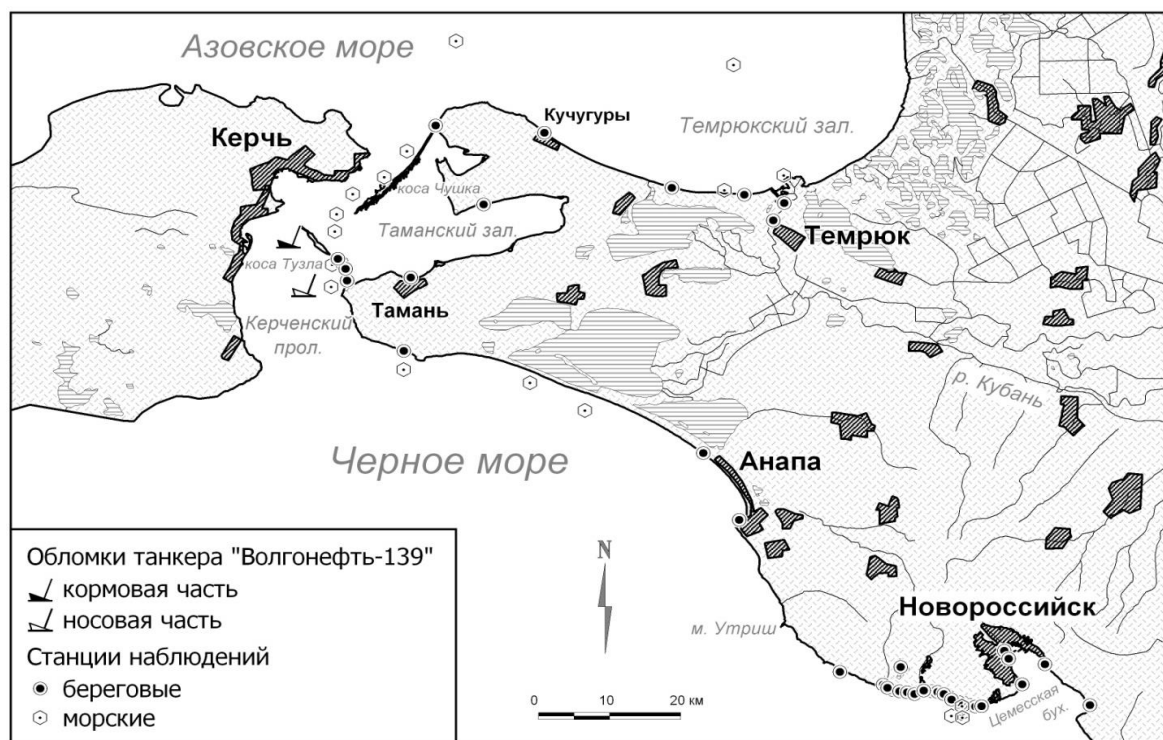 Азовское море
Кучугуры
Темрюкский зал.
Керчь
коса Чушка
Таманский зал.
Темрюк
коса Тузла
Тамань
Керченский
прол.
р. Кубань
Черное море
Анапа
Обломки танкера "Волгонефть-139"
кормовая часть
носовая часть
Станции наблюдений
береговые
морские
N
0 10 20 км
м. Утриш
Новороссийск
Цемесская
бух.